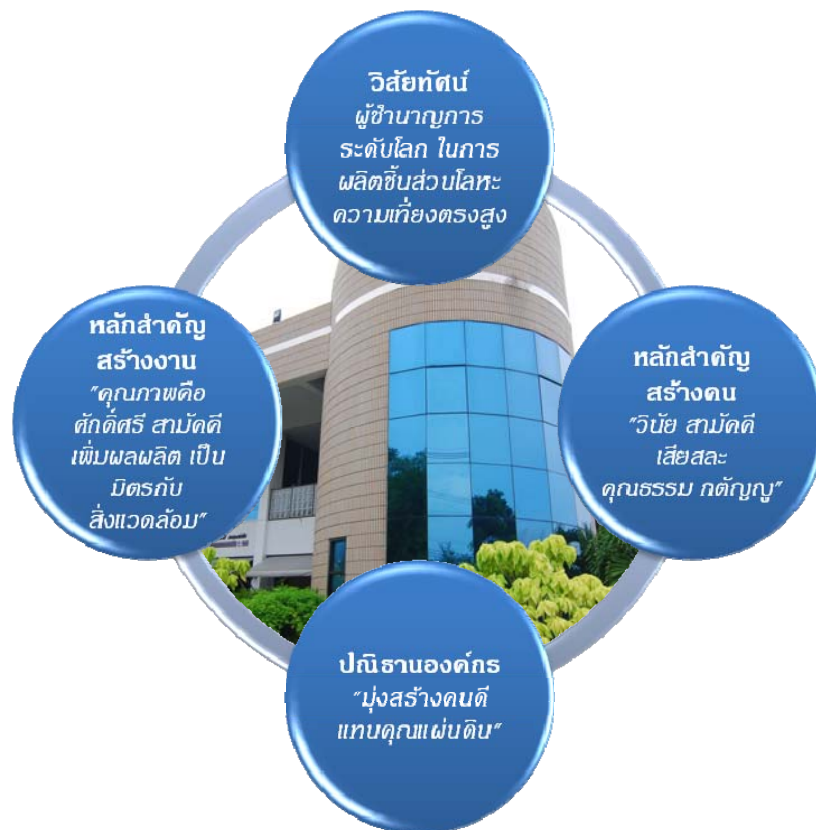 วิสัยทัศน์
ผู้ชำนาญการ
ระดับโลก ในการ
ผลิตชิ้นส่วนโลหะ
ความเที่ยงตรงสูง
หลักสำคัญ
สร้างงาน
"คุณภาพคือ
ศักดิ์ศรี สามัคคี
เพิ่มผลผลิต เป็น
มิตรกับ
สิ่งแวดล้อม"
หลักสำคัญ
สร้างคน
"วินัย สามัคคี
เสียสละ
คุณธรรม กตัญญู"
ปณิธานองค์กร
"มุ่งสร้างคนดี
แทนคุณแผ่นดิน"